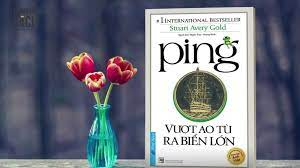 #1 INTERNATIONAL BESTSELLER
Stuart Avery Gold
ping
VƯỢT AO TÙ
RA BIỂN LỚN